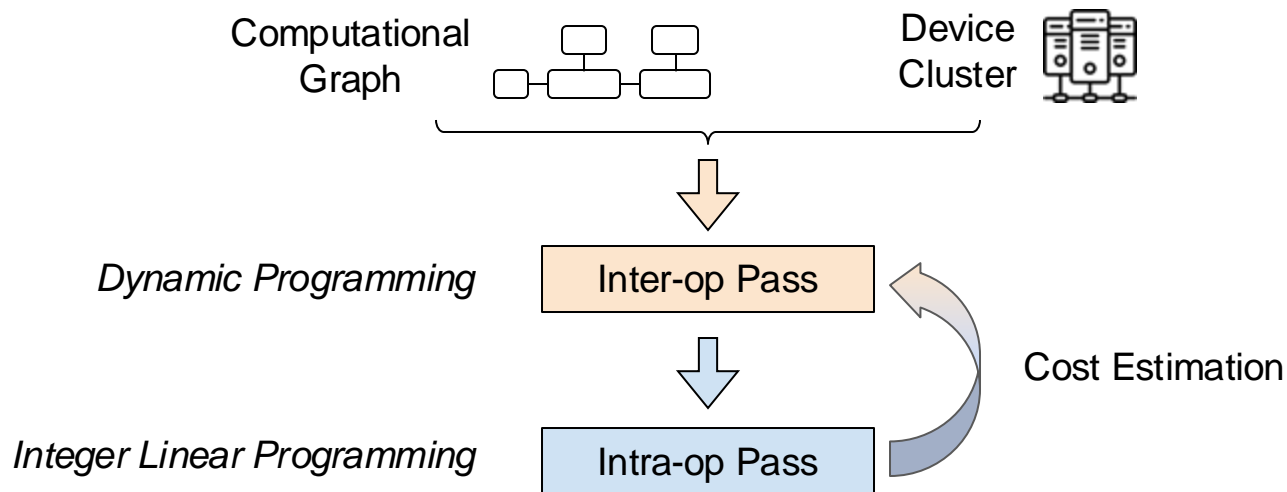 Computational
Graph
Device
Cluster
Dynamic Programming
Inter-op Pass
Cost Estimation
Integer Linear Programming
Intra-op Pass